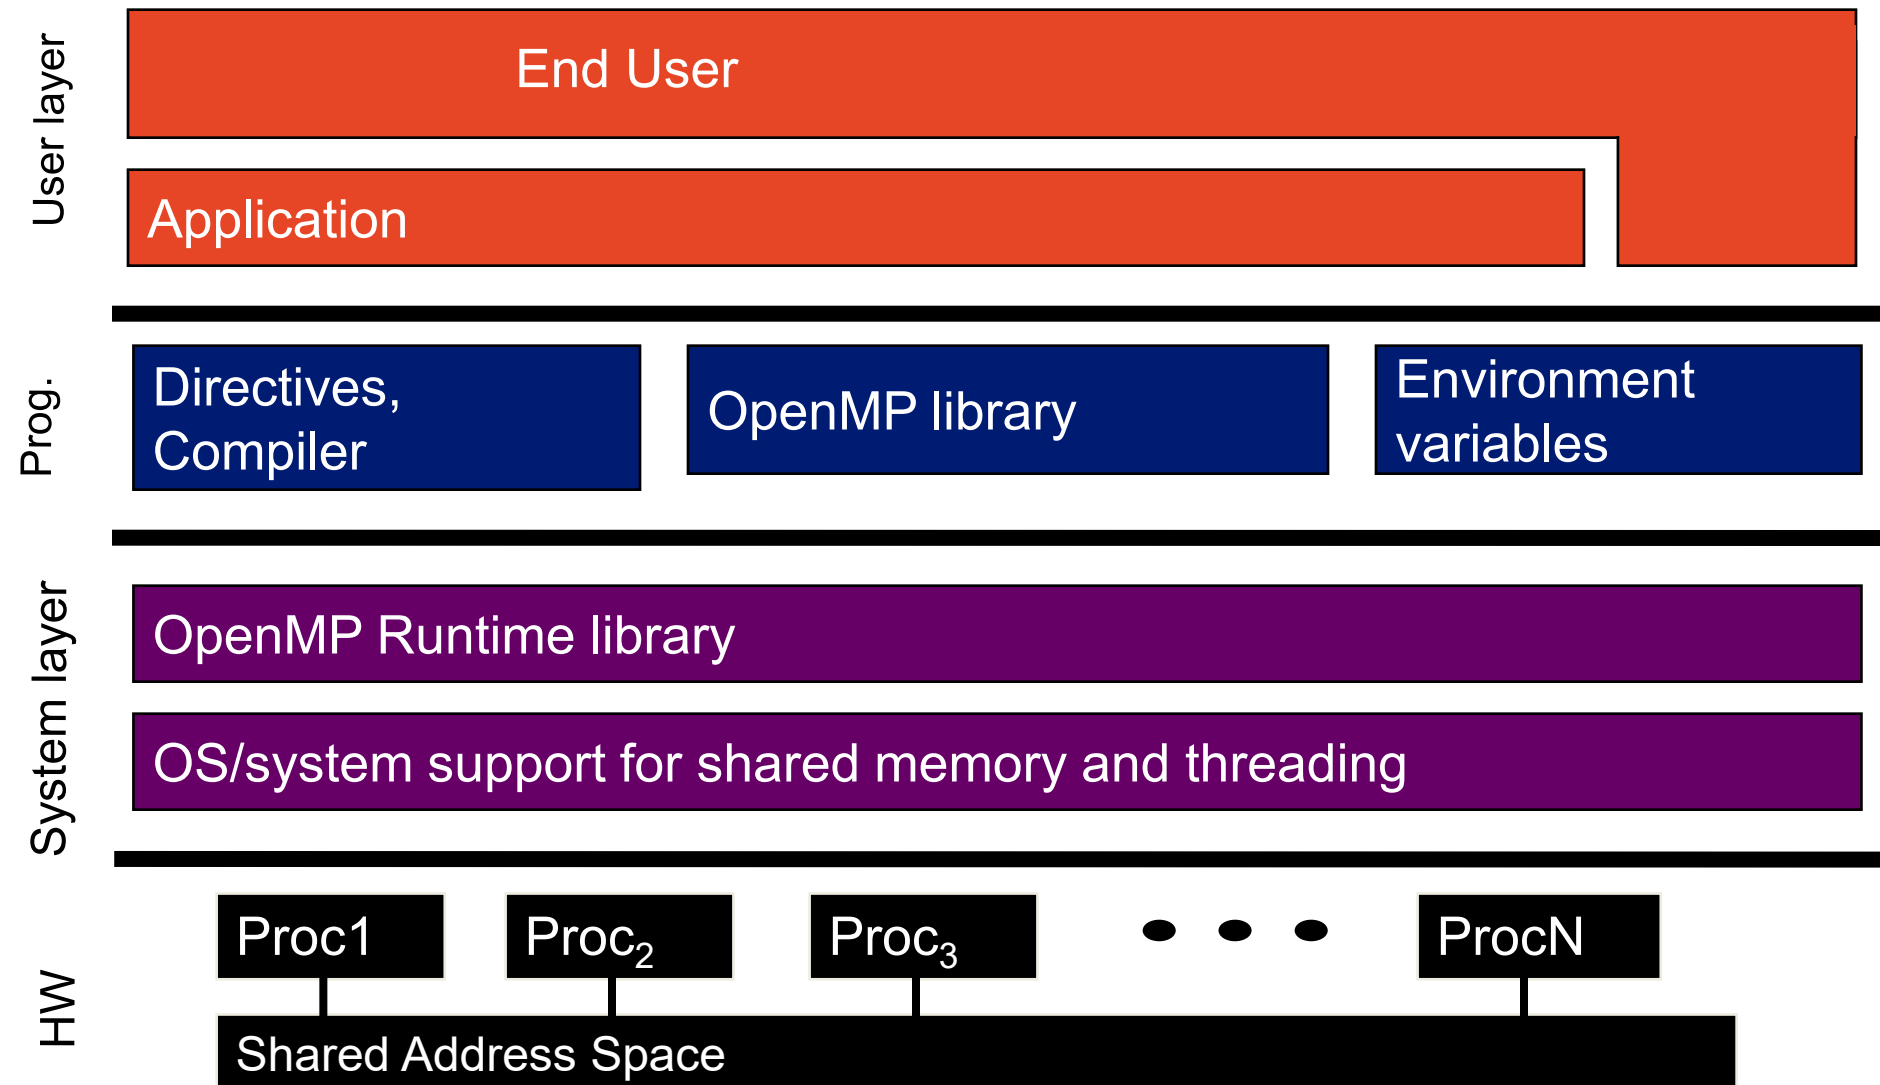 User layer
End User
Application
Prog.
Directives,
Compiler
OpenMP library
Environment
variables
System layer
OpenMP Runtime library
OS/system support for shared memory and threading
HW
Proc1
Proc₂
Proc₃
ProcN
Shared Address Space